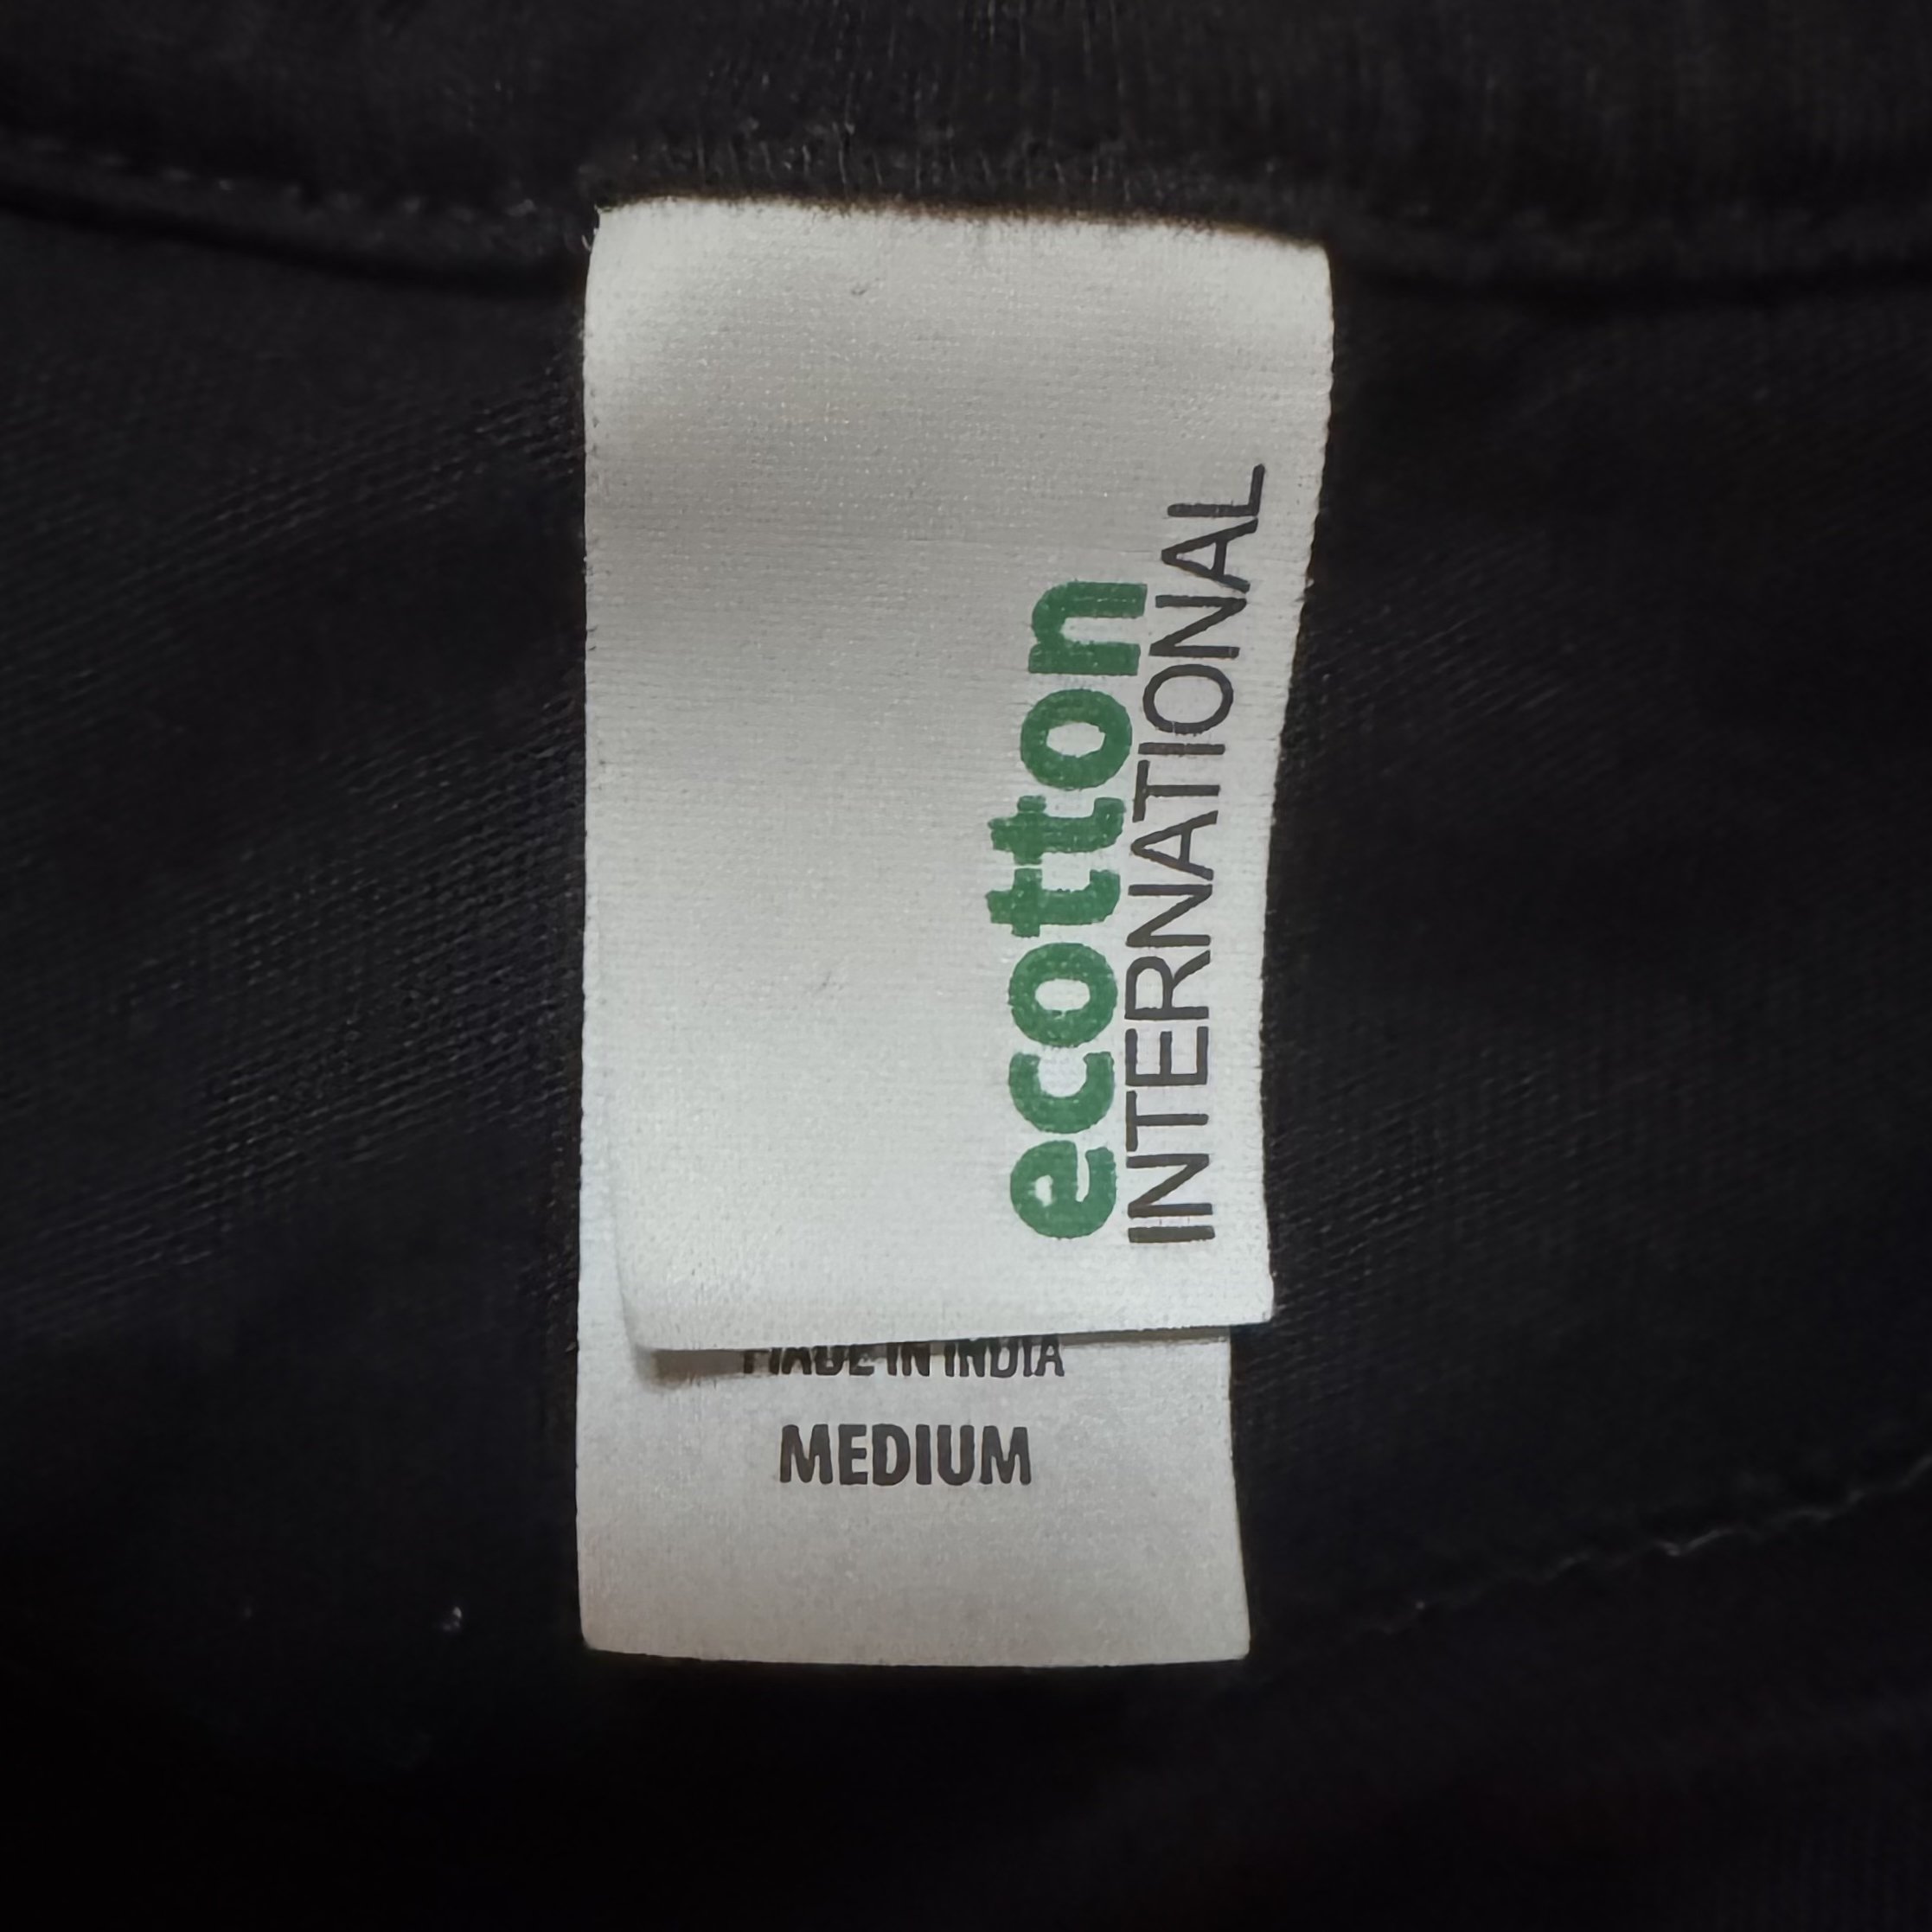 ecotton
INTERNATIONAL
MADE IN INDIA
MEDIUM